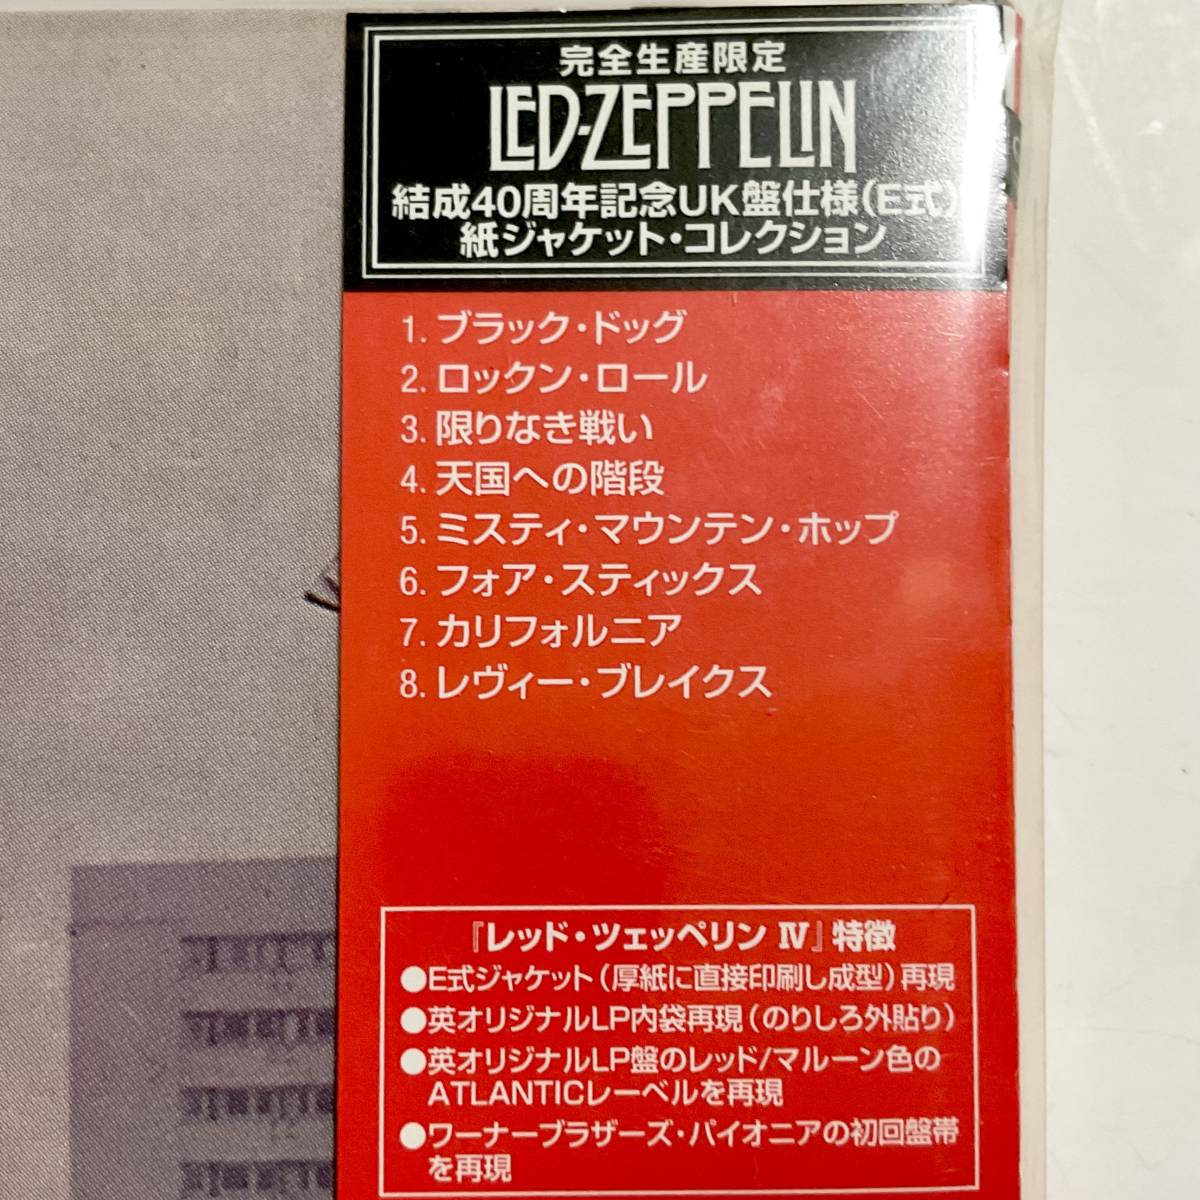 完全生産限定
LED-ZEPPELIN
結成40周年記念UK盤仕様(E式)
紙ジャケット・コレクション
1. ブラック・ドッグ
2. ロックン・ロール
3. 限りなき戦い
4. 天国への階段
5. ミスティ・マウンテン・ホップ
6. フォア・スティックス
7. カリフォルニア
8. レヴィー・ブレイクス
『レッド・ツェッペリン Ⅳ』特徴
●E式ジャケット(厚紙に直接印刷し成型)再現
●英オリジナルLP内袋再現(のりしろ外貼り)
●英オリジナルLP盤のレッド/マルーン色の
ATLANTICレーベルを再現
●ワーナーブラザーズ・パイオニアの初回盤帯
を再現